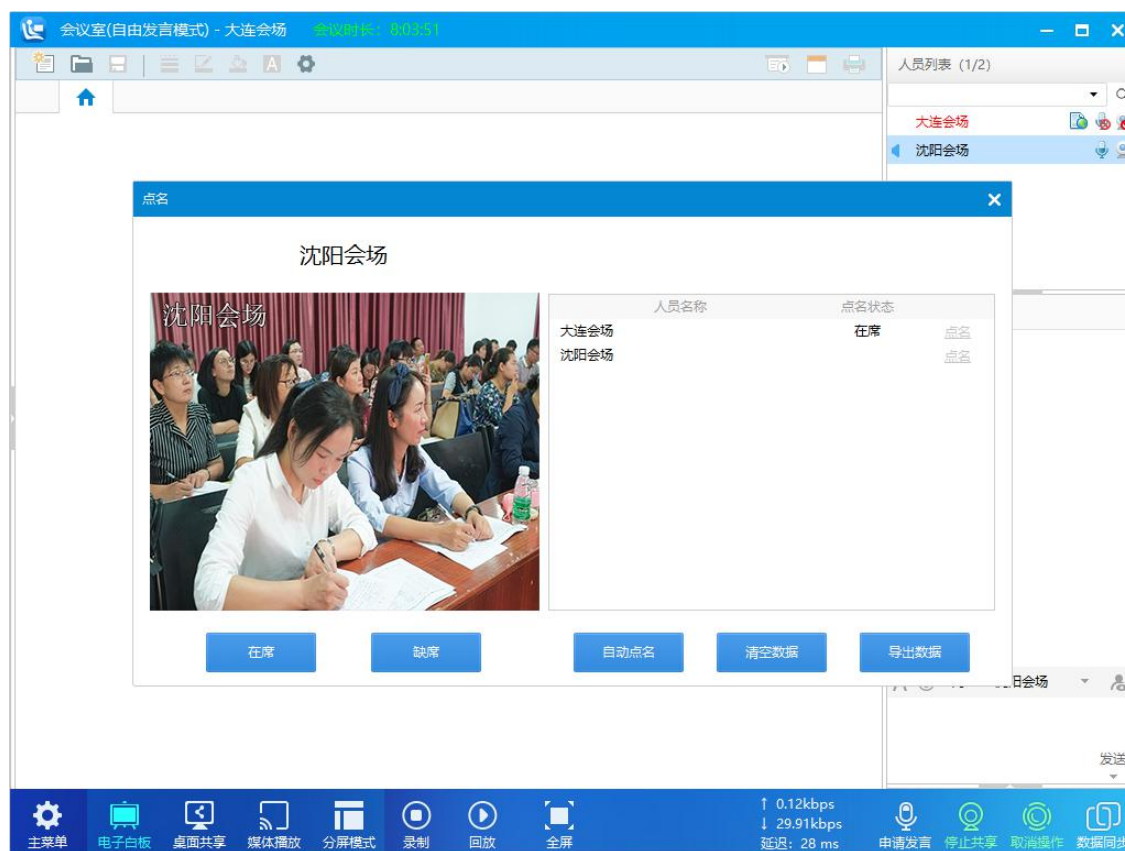 会议室(自由发言模式) - 大连会场 会议时长: 8:03:51
人员列表 (1/2)
大连会场
沈阳会场
点名
沈阳会场
沈阳会场
人员名称 点名状态
大连会场 在席 点名
沈阳会场 点名
在席 缺席 自动点名 清空数据 导出数据
阳会场
发送
↑ 0.12kbps
↓ 29.91kbps
延迟: 28 ms
主菜单 电子白板 桌面共享 媒体播放 分屏模式 录制 回放 全屏 申请发言 停止共享 取消操作 数据同步